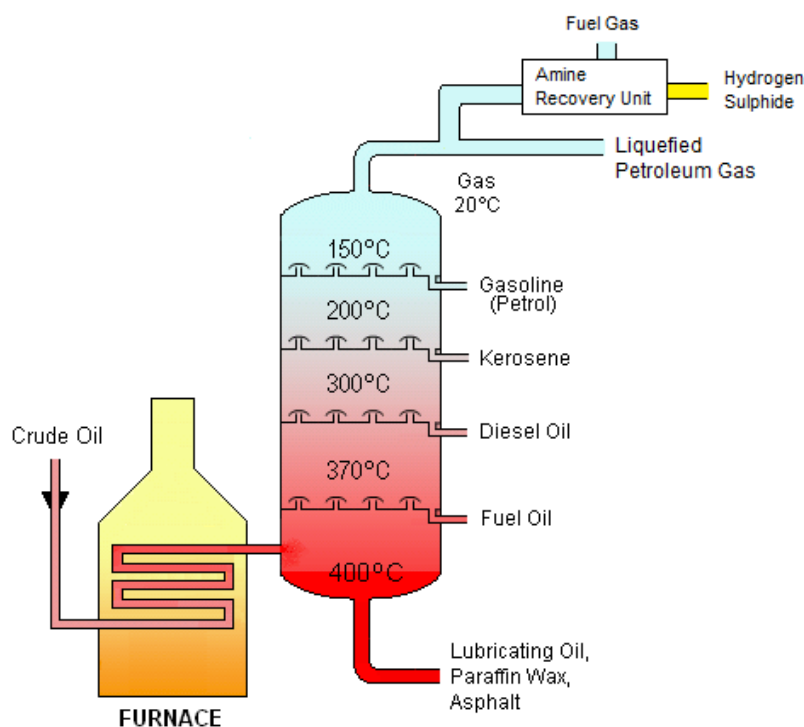 Fuel Gas
Amine
Recovery Unit
Hydrogen
Sulphide
Liquefied
Petroleum Gas
Gas
20°C
150°C
Gasoline
(Petrol)
200°C
Kerosene
300°C
Diesel Oil
Crude Oil
370°C
Fuel Oil
400°C
Lubricating Oil,
Paraffin Wax,
Asphalt
FURNACE